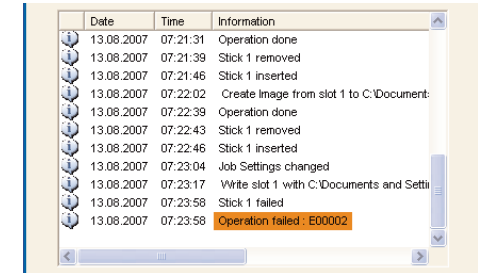 Date Time Information
13.08.2007 07:21:31 Operation done
13.08.2007 07:21:39 Stick 1 removed
13.08.2007 07:21:46 Stick 1 inserted
13.08.2007 07:22:02 Create Image from slot 1 to C:\Document
13.08.2007 07:22:39 Operation done
13.08.2007 07:22:43 Stick 1 removed
13.08.2007 07:22:46 Stick 1 inserted
13.08.2007 07:23:04 Job Settings changed
13.08.2007 07:23:17 Write slot 1 with C:\Documents and Setti
13.08.2007 07:23:58 Stick 1 failed
13.08.2007 07:23:58 Operation failed : E00002